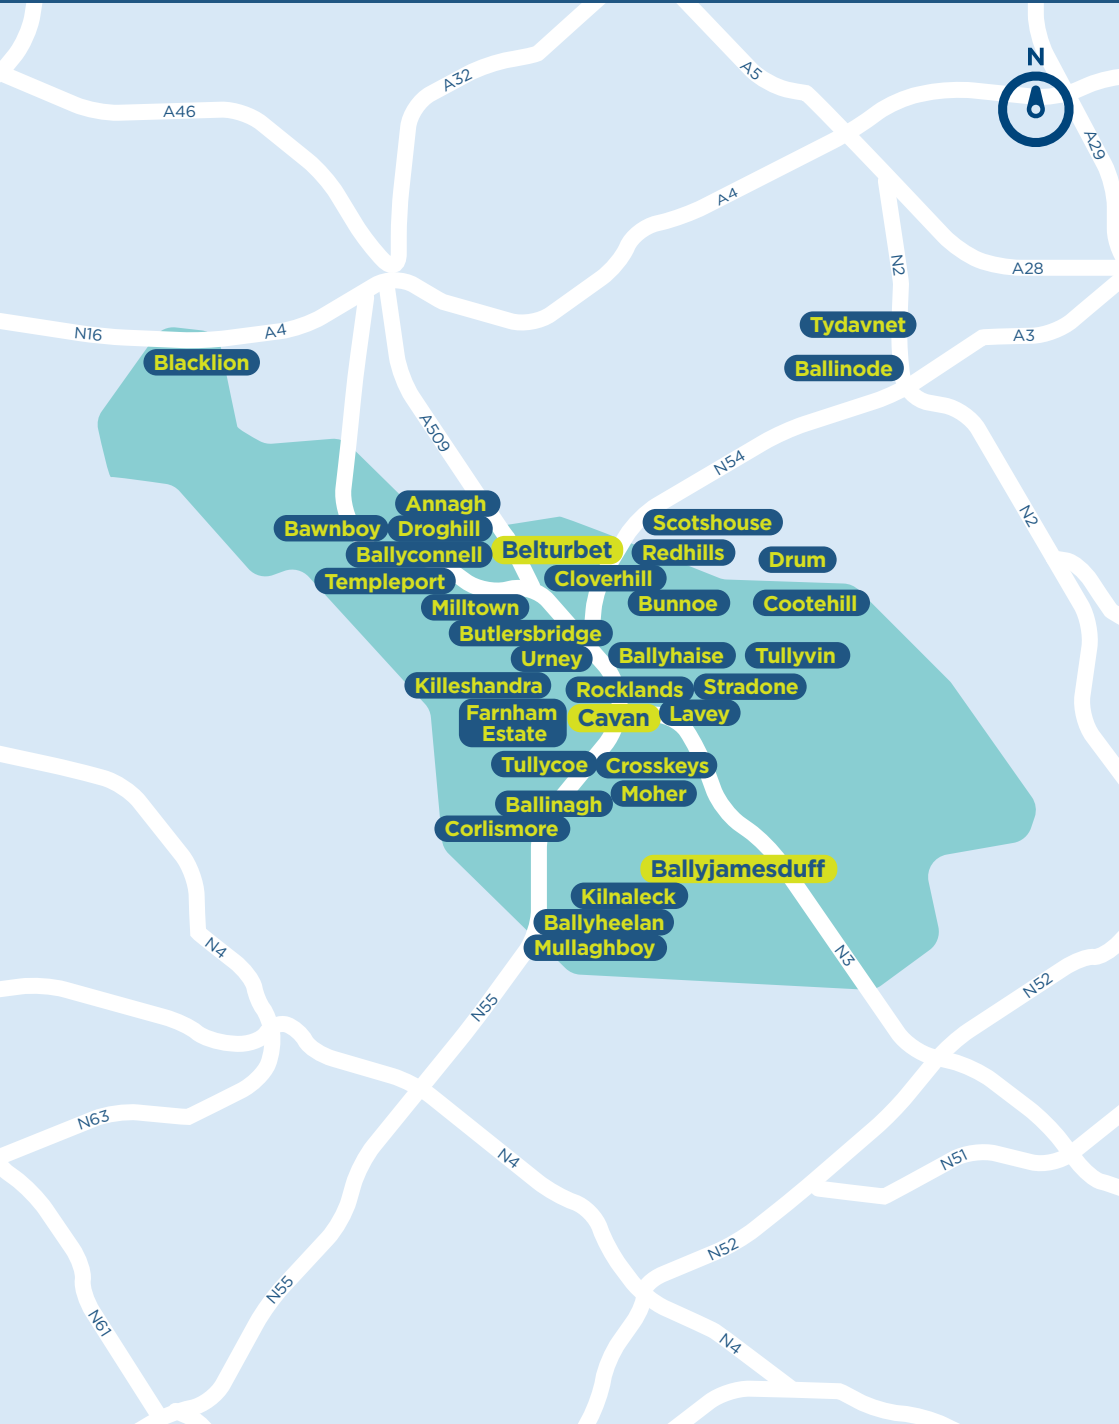 N
A32
A5
A46
A29
A4
N2
A28
Tydavnet
N16
A4
A3
Blacklion
Ballinode
A509
N54
Annagh
N2
Scotshouse
Bawnboy
Droghill
Belturbet
Redhills
Ballyconnell
Drum
Cloverhill
Templeport
Bunnoe
Cootehill
Milltown
Butlersbridge
Urney
Ballyhaise
Tullyvin
Killeshandra
Rocklands
Stradone
Farnham
Estate
Cavan
Lavey
Tullycoe
Crosskeys
Moher
Ballinagh
Corlismore
Ballyjamesduff
Kilnaleck
Ballyheelan
Mullaghboy
N4
N3
N52
N55
N63
N4
N51
N52
N55
N61
N4